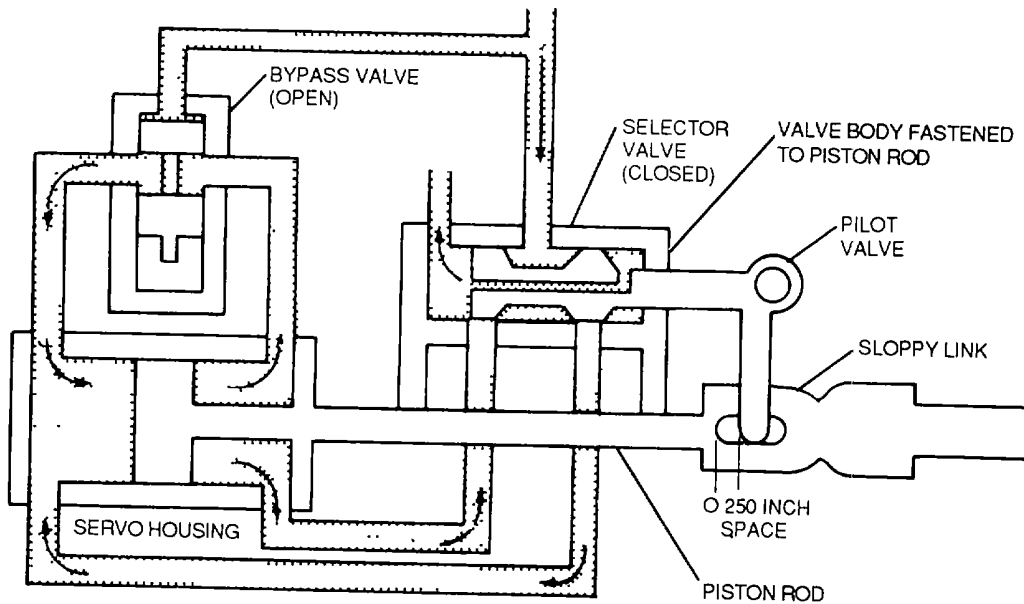 BYPASS VALVE
(OPEN)
SELECTOR
VALVE
(CLOSED)
VALVE BODY FASTENED
TO PISTON ROD
PILOT
VALVE
SLOPPY LINK
O 250 INCH
SPACE
SERVO HOUSING
PISTON ROD